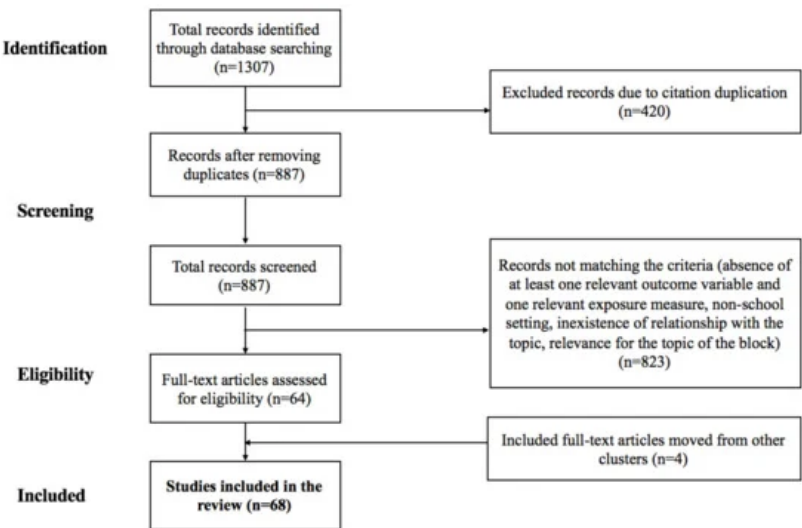 Total records identified
through database searching
(n=1307)
Identification
Excluded records due to citation duplication
(n=420)
Records after removing
duplicates (n=887)
Screening
Total records screened
(n=887)
Records not matching the criteria (absence of
at least one relevant outcome variable and
one relevant exposure measure, non-school
setting, inexistence of relationship with the
topic, relevance for the topic of the block)
(n=823)
Eligibility
Full-text articles assessed
for eligibility (n=64)
Included full-text articles moved from other
clusters (n=4)
Included
Studies included in the
review (n=68)